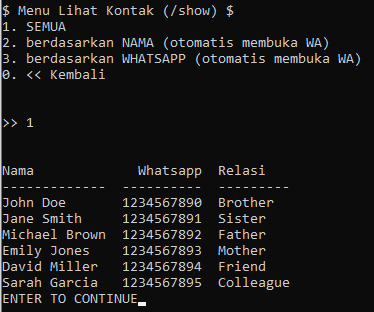 $ Menu Lihat Kontak (/show) $
1. SEMUA
2. berdasarkan NAMA (otomatis membuka WA)
3. berdasarkan WHATSAPP (otomatis membuka WA)
0. << Kembali
>> 1
Nama             Whatsapp  Relasi
-------------  ----------  ---------
John Doe       1234567890  Brother
Jane Smith     1234567891  Sister
Michael Brown  1234567892  Father
Emily Jones    1234567893  Mother
David Miller   1234567894  Friend
Sarah Garcia   1234567895  Colleague
ENTER TO CONTINUE